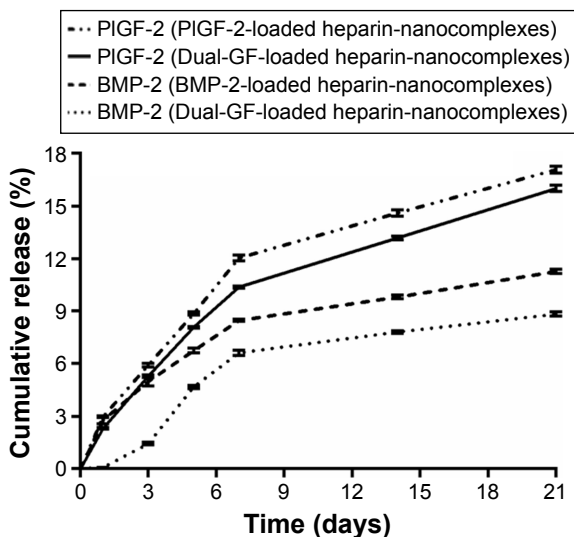 PlGF-2 (PlGF-2-loaded heparin-nanocomplexes)
PlGF-2 (Dual-GF-loaded heparin-nanocomplexes)
BMP-2 (BMP-2-loaded heparin-nanocomplexes)
BMP-2 (Dual-GF-loaded heparin-nanocomplexes)
Cumulative release (%)
18
15
12
9
6
3
0
0 3 6 9 12 15 18 21
Time (days)